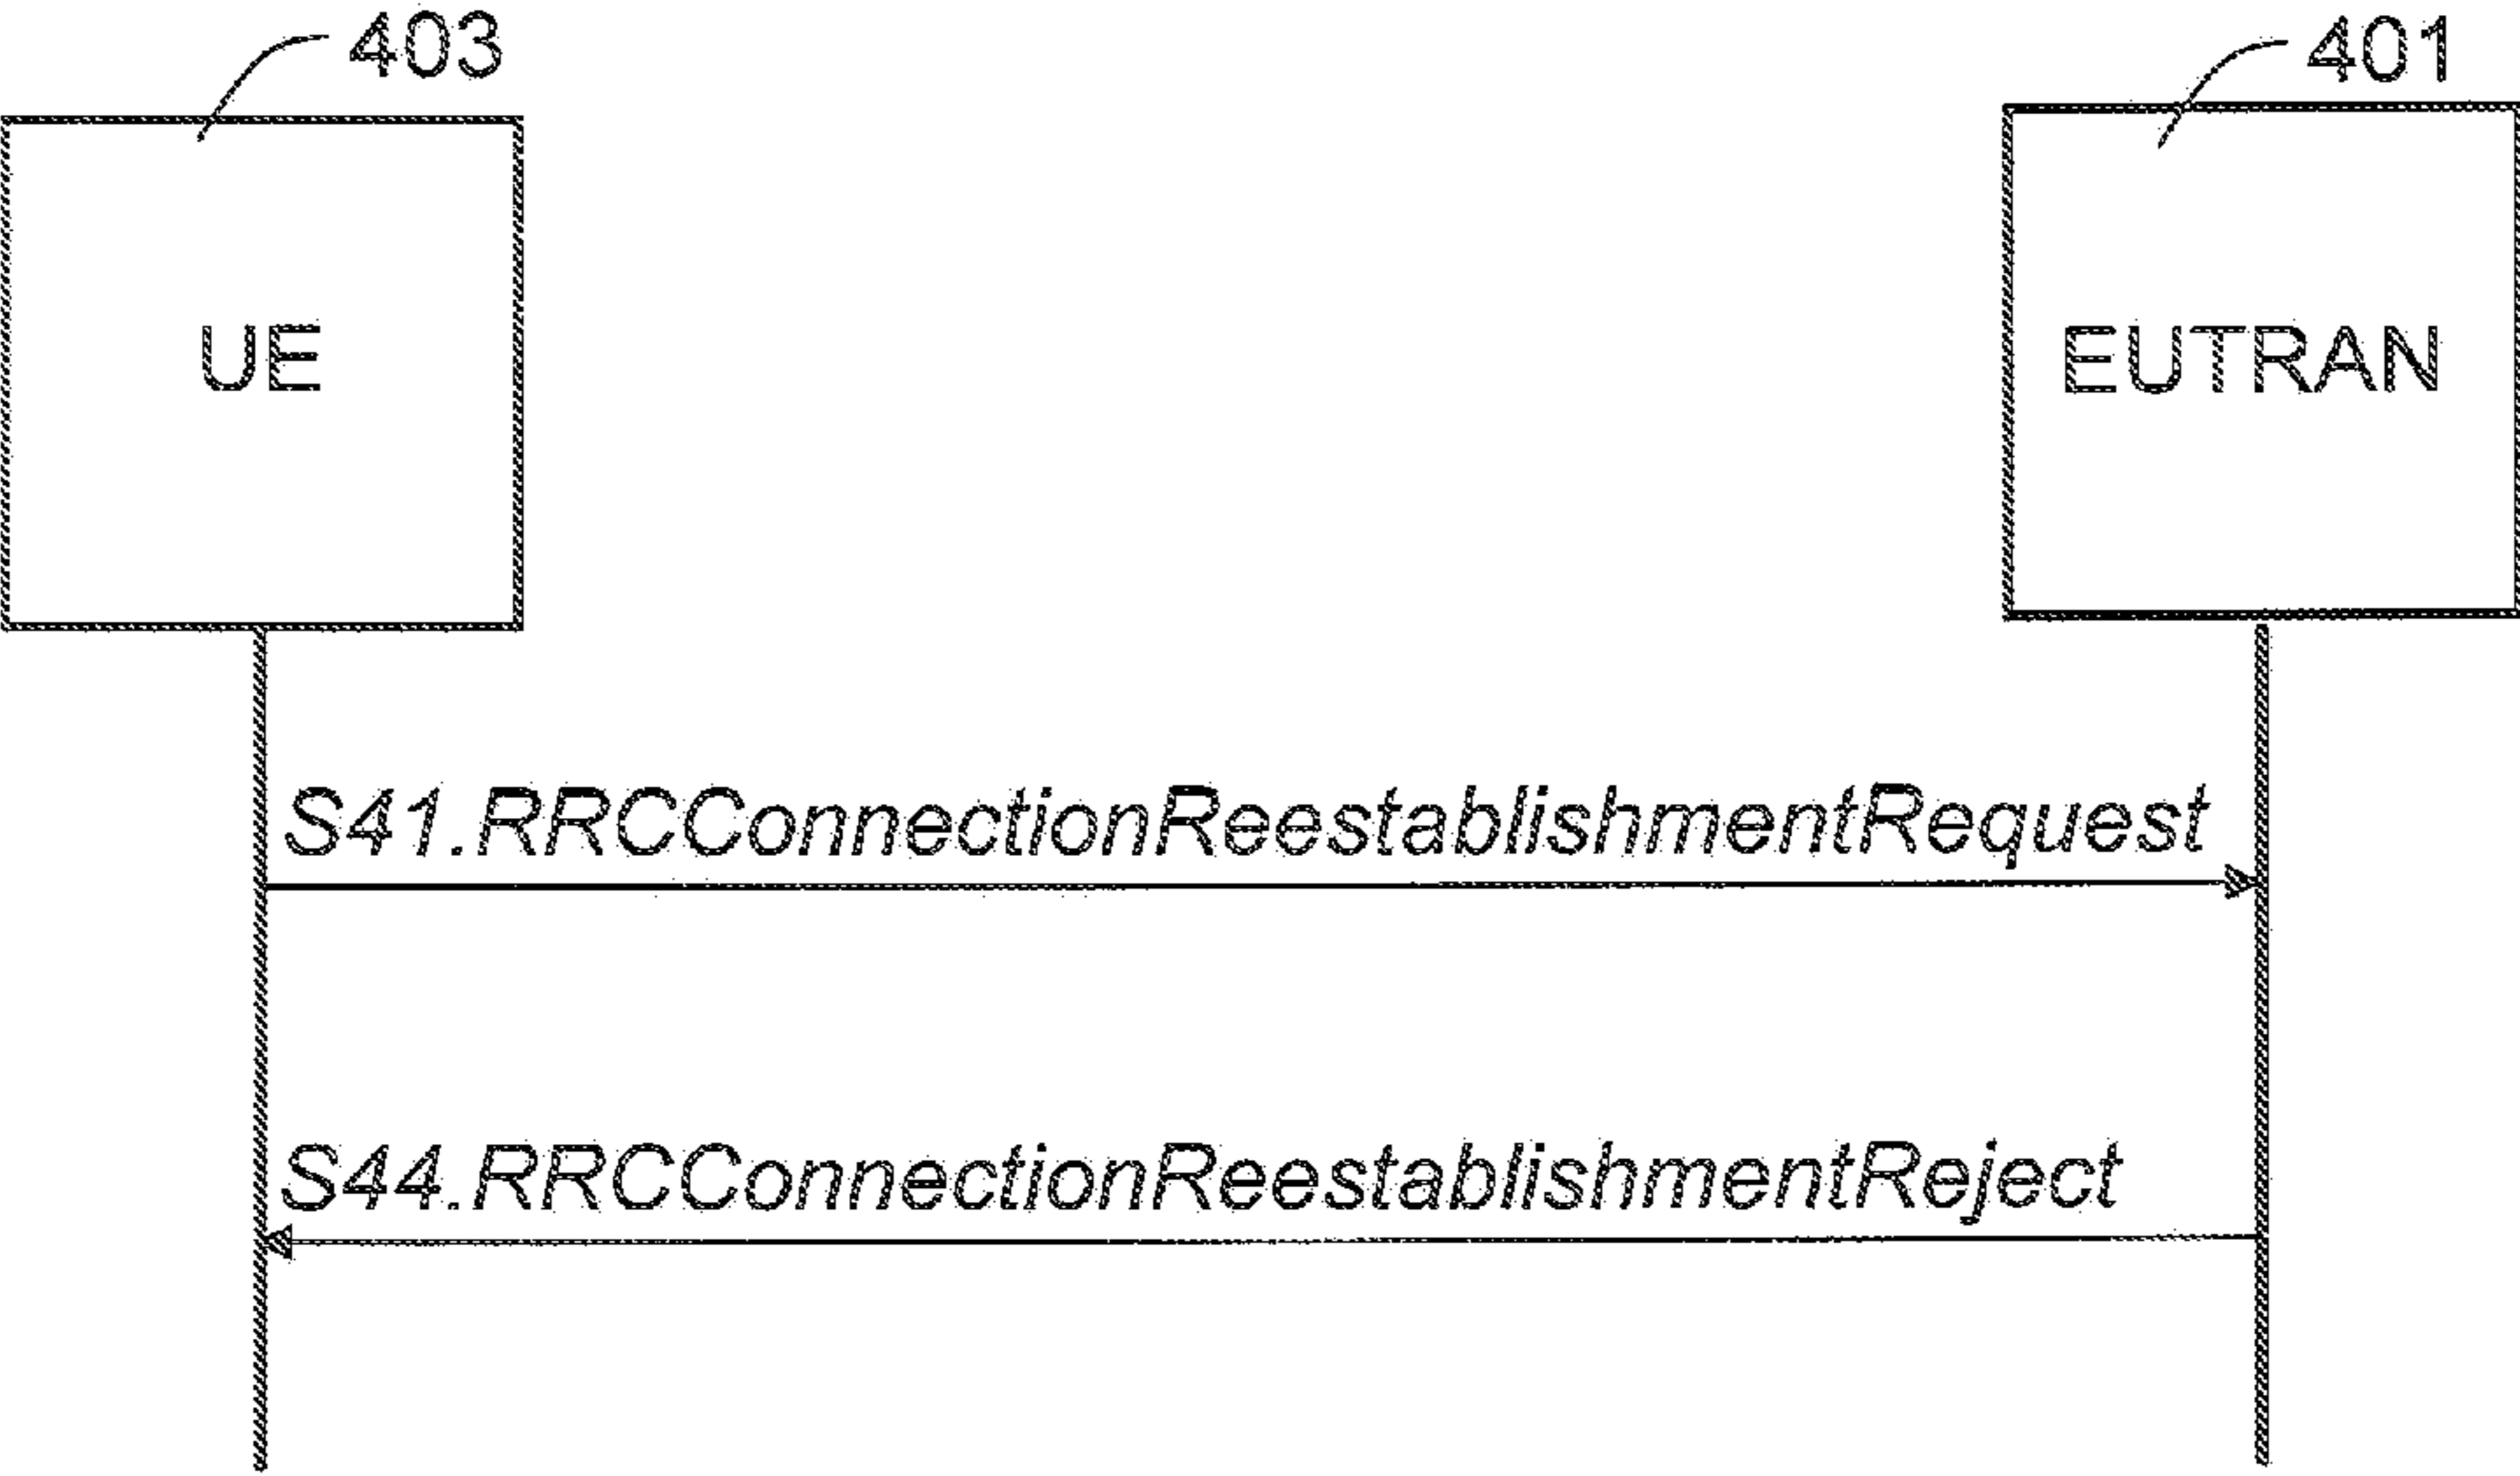 403
401
UE
EUTRAN
S41.RRCConnectionReestablishmentRequest
S44.RRCConnectionReestablishmentReject